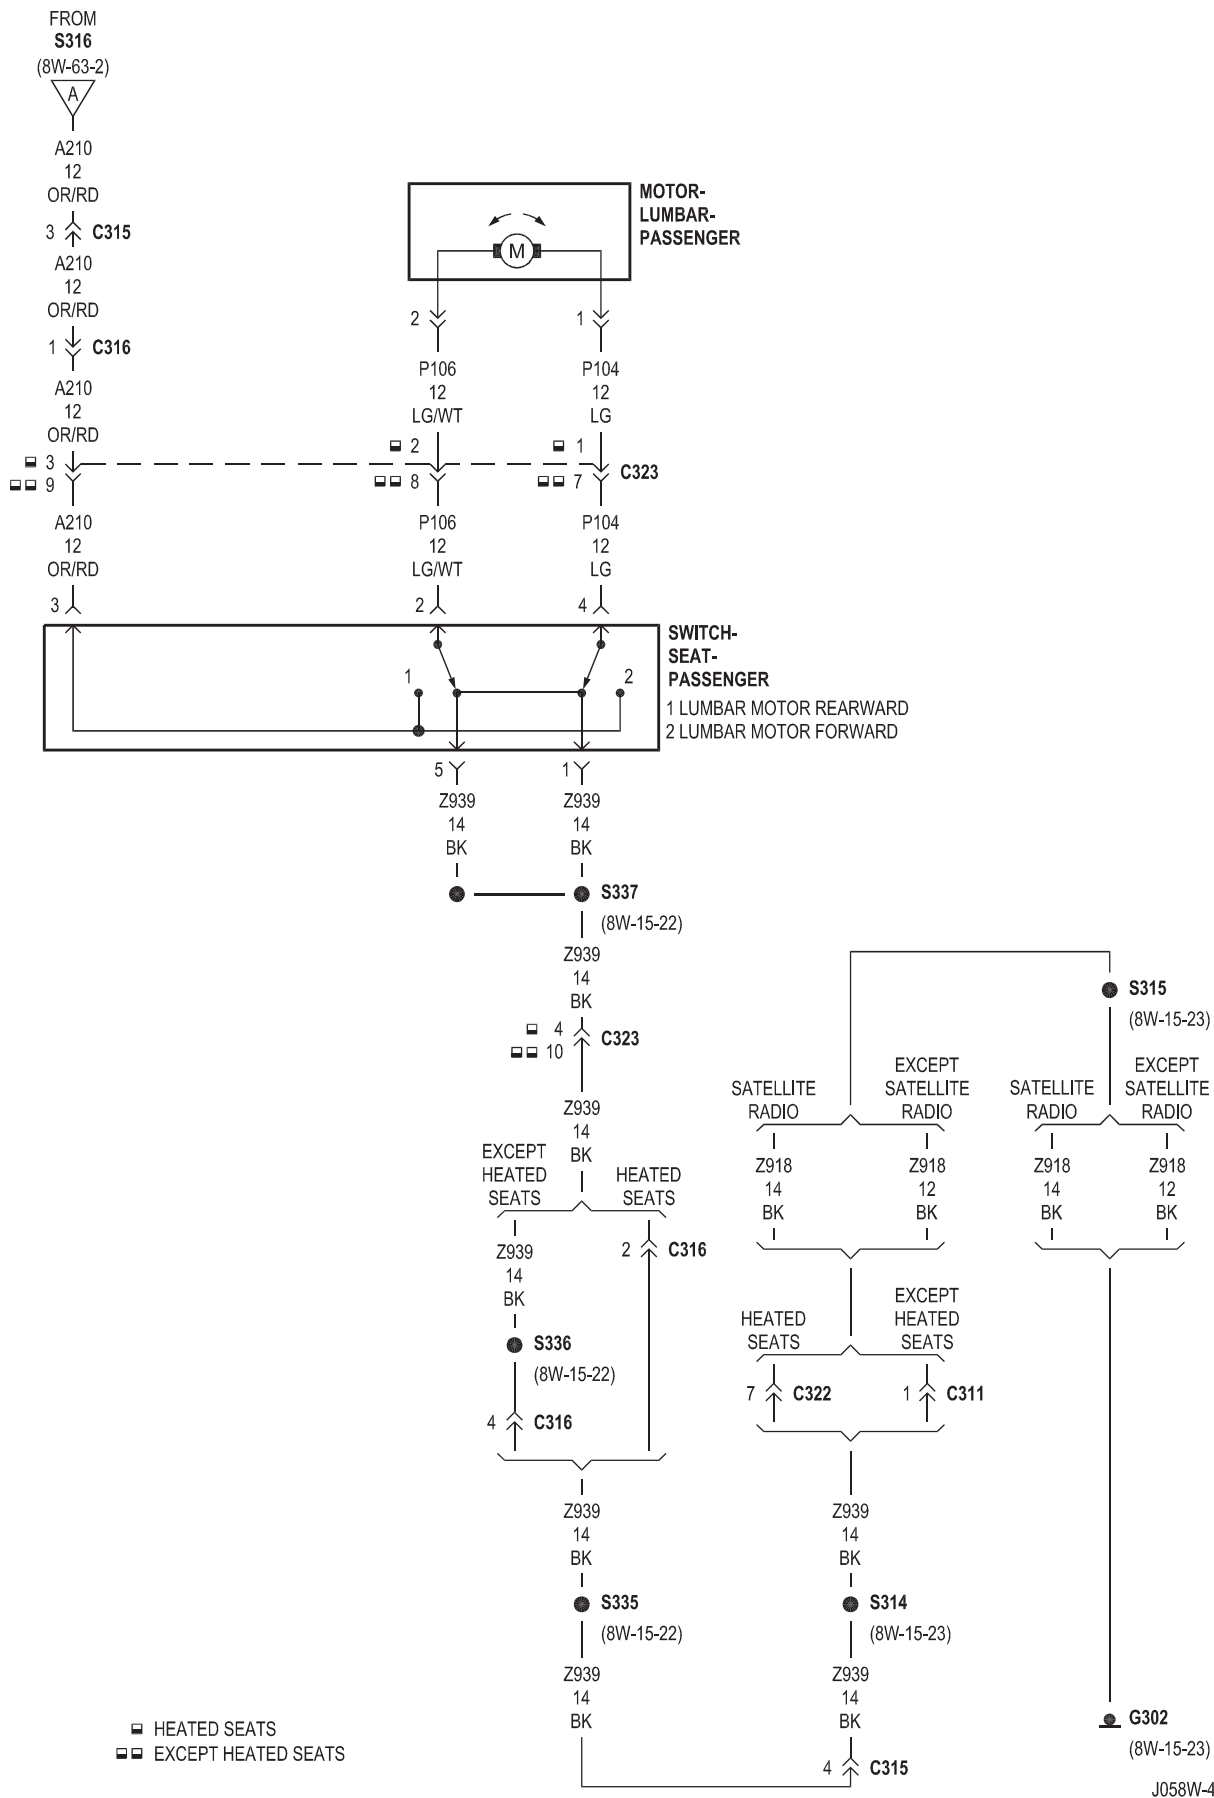 FROM
S316
(8W-63-2)
A
A210
12
OR/RD
3 C315
A210
12
OR/RD
1 C316
A210
12
OR/RD
3
9
A210
12
OR/RD
3
MOTOR-
LUMBAR-
PASSENGER
M
2
1
P106
12
LG/WT
P104
12
LG
2
8
1
7
C323
P106
12
LG/WT
P104
12
LG
2
4
SWITCH-
SEAT-
PASSENGER
1 LUMBAR MOTOR REARWARD
2 LUMBAR MOTOR FORWARD
1
2
5
1
Z939
14
BK
Z939
14
BK
S337
(8W-15-22)
Z939
14
BK
4
10
C323
Z939
14
BK
EXCEPT
HEATED
SEATS
HEATED
SEATS
Z939
14
BK
2 C316
S336
(8W-15-22)
4 C316
Z939
14
BK
S335
(8W-15-22)
Z939
14
BK
S315
(8W-15-23)
SATELLITE
RADIO
EXCEPT
SATELLITE
RADIO
SATELLITE
RADIO
EXCEPT
SATELLITE
RADIO
Z918
14
BK
Z918
12
BK
Z918
14
BK
Z918
12
BK
HEATED
SEATS
EXCEPT
HEATED
SEATS
7 C322
1 C311
Z939
14
BK
S314
(8W-15-23)
Z939
14
BK
4 C315
G302
(8W-15-23)
HEATED SEATS
EXCEPT HEATED SEATS
J058W-4